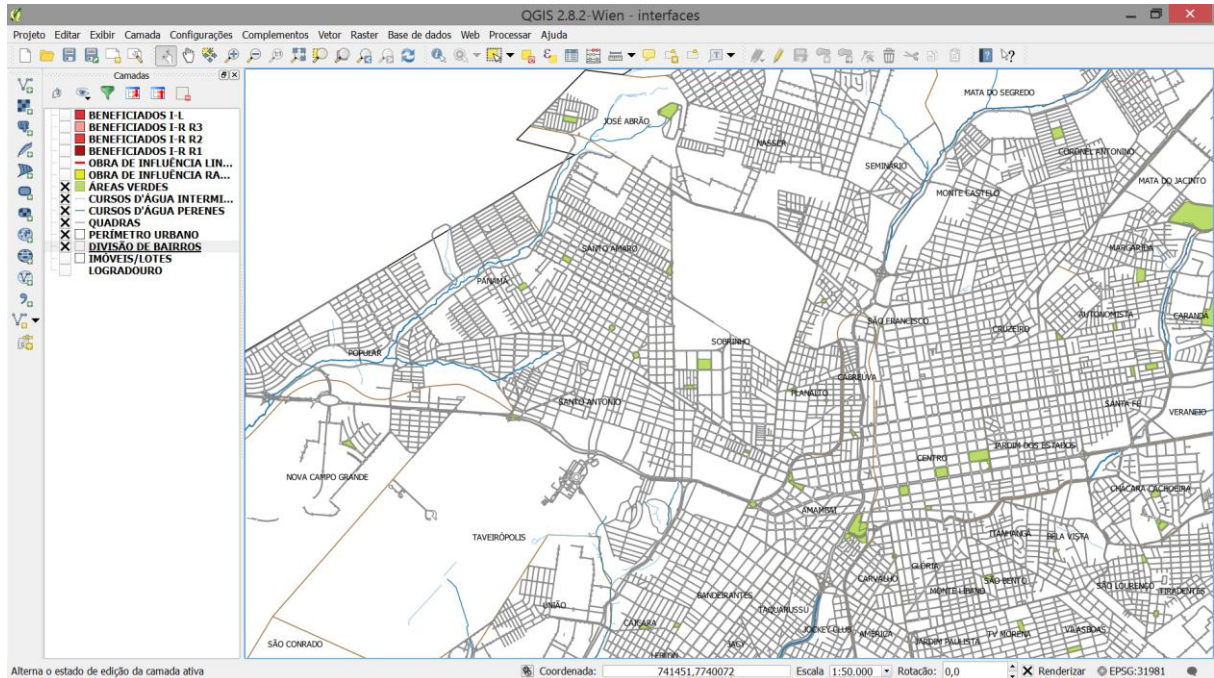 QGIS 2.8.2-Wien - interfaces
Projeto Editar Exibir Camada Configurações Complementos Vetor Raster Base de dados Web Processar Ajuda
Camadas
BENEFICIADOS I-L
BENEFICIADOS I-R R3
BENEFICIADOS I-R R2
BENEFICIADOS I-R R1
OBRA DE INFLUÊNCIA LIN...
OBRA DE INFLUÊNCIA RA...
ÁREAS VERDES
CURSOS D'ÁGUA INTERMI...
CURSOS D'ÁGUA PERENES
QUADRAS
PERÍMETRO URBANO
DIVISÃO DE BAIRROS
IMÓVEIS/LOTES
LOGRADOURO
MATA DO SEGREDO
JOSÉ ABRÃO
NASSER
CORONEL ANTONINO
SEMINÁRIO
MATA DO JACINTO
MONTE CASTELO
SANTO AMARO
MARGARIDA
PANAMÁ
AUTONOMISTA
CARANDÁ
SÃO FRANCISCO
CRUZEIRO
SOBRINHO
POPULAR
CABREUVA
PLANALTO
SANTO ANTONIO
SANTA FÉ
VERANEIO
JARDIM DOS ESTADOS
CENTRO
NOVA CAMPO GRANDE
CHÁCARA CACHOEIRA
AMAMBAI
TAVEIRÓPOLIS
ITANHANGÁ
BELA VISTA
GLÓRIA
CARVALHO
SÃO BENTO
MONTE LÍBANO
SÃO LOURENÇO
TIRADENTES
BANDEIRANTES
UNIÃO
TAQUARUSSU
CAIÇARA
JOCKEY CLUB
AMÉRICA
TV MORENA
VILASBOAS
JARDIM PAULISTA
SÃO CONRADO
JACY
LEBLON
Alterna o estado de edição da camada ativa
Coordenada: 741451,7740072 Escala 1:50.000 Rotação: 0,0 Renderizar EPSG:31981